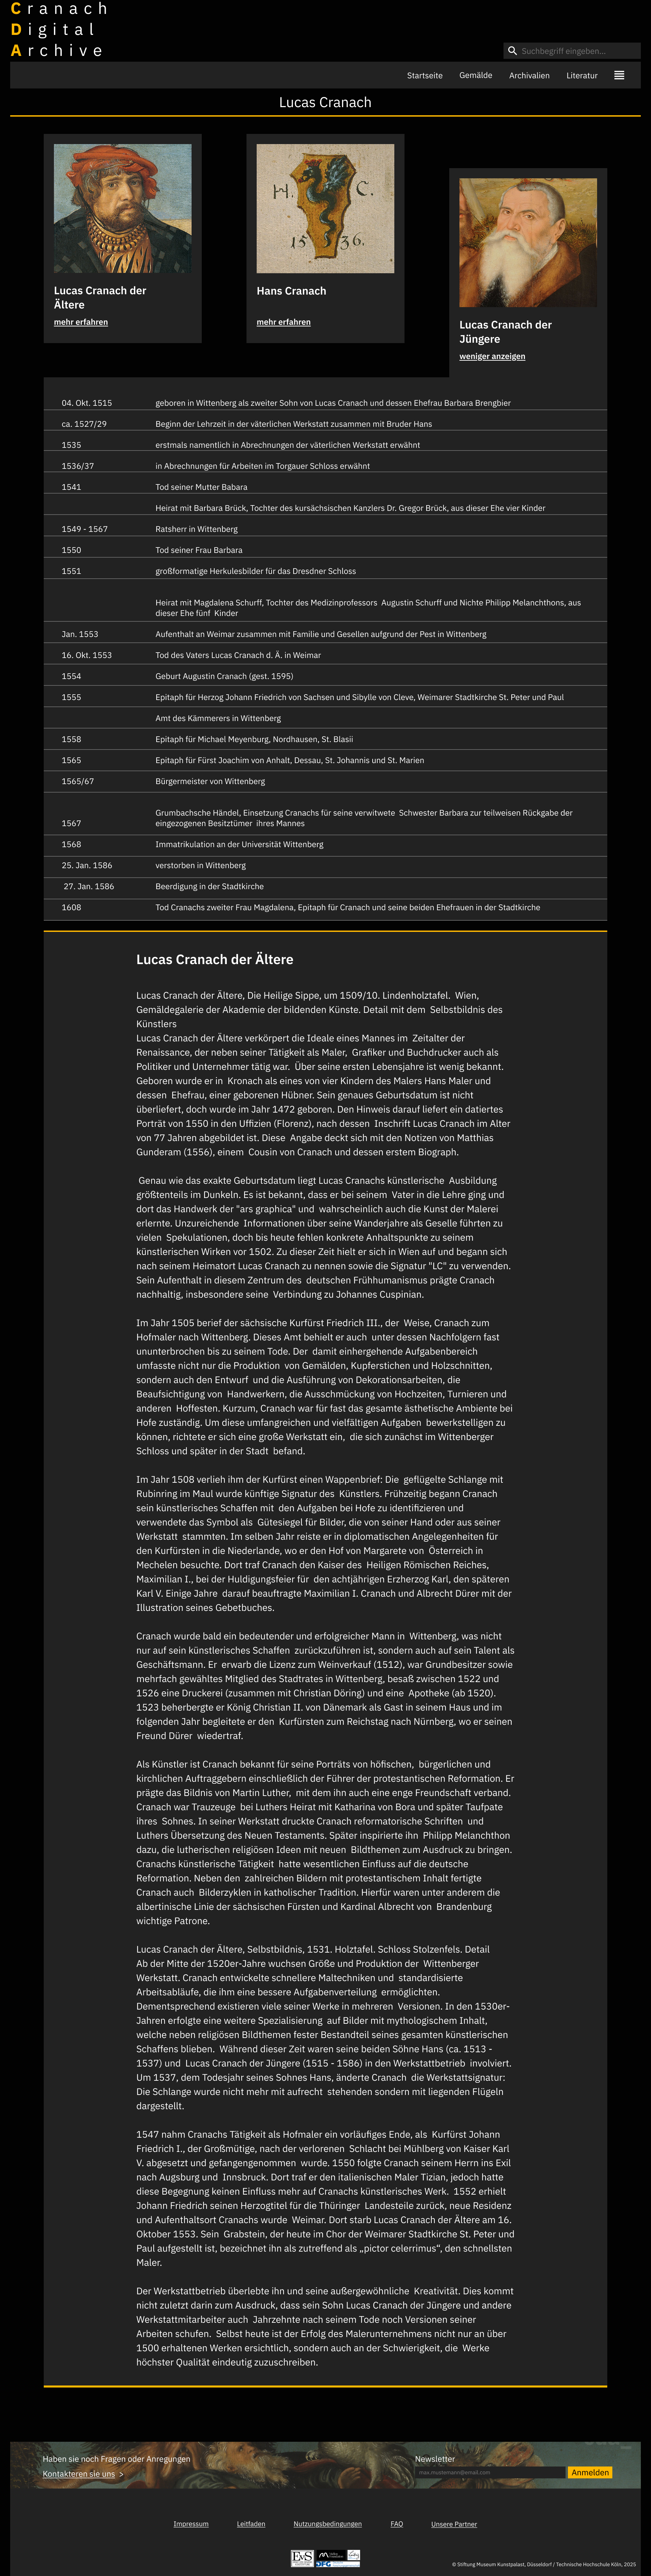 Cranach
Digital
Archive
Suchbegriff eingeben...
Startseite Gemälde Archivalien Literatur
Lucas Cranach
H. C.
1536.
Lucas Cranach der
Ältere
mehr erfahren
Hans Cranach
mehr erfahren
Lucas Cranach der
Jüngere
weniger anzeigen
04. Okt. 1515 geboren in Wittenberg als zweiter Sohn von Lucas Cranach und dessen Ehefrau Barbara Brengbier
ca. 1527/29 Beginn der Lehrzeit in der väterlichen Werkstatt zusammen mit Bruder Hans
1535 erstmals namentlich in Abrechnungen der väterlichen Werkstatt erwähnt
1536/37 in Abrechnungen für Arbeiten im Torgauer Schloss erwähnt
1541 Tod seiner Mutter Babara
Heirat mit Barbara Brück, Tochter des kursächsischen Kanzlers Dr. Gregor Brück, aus dieser Ehe vier Kinder
1549 - 1567 Ratsherr in Wittenberg
1550 Tod seiner Frau Barbara
1551 großformatige Herkulesbilder für das Dresdner Schloss
Heirat mit Magdalena Schurff, Tochter des Medizinprofessors Augustin Schurff und Nichte Philipp Melanchthons, aus
dieser Ehe fünf Kinder
Jan. 1553 Aufenthalt an Weimar zusammen mit Familie und Gesellen aufgrund der Pest in Wittenberg
16. Okt. 1553 Tod des Vaters Lucas Cranach d. Ä. in Weimar
1554 Geburt Augustin Cranach (gest. 1595)
1555 Epitaph für Herzog Johann Friedrich von Sachsen und Sibylle von Cleve, Weimarer Stadtkirche St. Peter und Paul
Amt des Kämmerers in Wittenberg
1558 Epitaph für Michael Meyenburg, Nordhausen, St. Blasii
1565 Epitaph für Fürst Joachim von Anhalt, Dessau, St. Johannis und St. Marien
1565/67 Bürgermeister von Wittenberg
Grumbachsche Händel, Einsetzung Cranachs für seine verwitwete Schwester Barbara zur teilweisen Rückgabe der
1567 eingezogenen Besitztümer ihres Mannes
1568 Immatrikulation an der Universität Wittenberg
25. Jan. 1586 verstorben in Wittenberg
27. Jan. 1586 Beerdigung in der Stadtkirche
1608 Tod Cranachs zweiter Frau Magdalena, Epitaph für Cranach und seine beiden Ehefrauen in der Stadtkirche
Lucas Cranach der Ältere
Lucas Cranach der Ältere, Die Heilige Sippe, um 1509/10. Lindenholztafel. Wien,
Gemäldegalerie der Akademie der bildenden Künste. Detail mit dem Selbstbildnis des
Künstlers
Lucas Cranach der Ältere verkörpert die Ideale eines Mannes im Zeitalter der
Renaissance, der neben seiner Tätigkeit als Maler, Grafiker und Buchdrucker auch als
Politiker und Unternehmer tätig war. Über seine ersten Lebensjahre ist wenig bekannt.
Geboren wurde er in Kronach als eines von vier Kindern des Malers Hans Maler und
dessen Ehefrau, einer geborenen Hübner. Sein genaues Geburtsdatum ist nicht
überliefert, doch wurde im Jahr 1472 geboren. Den Hinweis darauf liefert ein datiertes
Porträt von 1550 in den Uffizien (Florenz), nach dessen Inschrift Lucas Cranach im Alter
von 77 Jahren abgebildet ist. Diese Angabe deckt sich mit den Notizen von Matthias
Gunderam (1556), einem Cousin von Cranach und dessen erstem Biograph.
Genau wie das exakte Geburtsdatum liegt Lucas Cranachs künstlerische Ausbildung
größtenteils im Dunkeln. Es ist bekannt, dass er bei seinem Vater in die Lehre ging und
dort das Handwerk der "ars graphica" und wahrscheinlich auch die Kunst der Malerei
erlernte. Unzureichende Informationen über seine Wanderjahre als Geselle führten zu
vielen Spekulationen, doch bis heute fehlen konkrete Anhaltspunkte zu seinem
künstlerischen Wirken vor 1502. Zu dieser Zeit hielt er sich in Wien auf und begann sich
nach seinem Heimatort Lucas Cranach zu nennen sowie die Signatur "LC" zu verwenden.
Sein Aufenthalt in diesem Zentrum des deutschen Frühhumanismus prägte Cranach
nachhaltig, insbesondere seine Verbindung zu Johannes Cuspinian.
Im Jahr 1505 berief der sächsische Kurfürst Friedrich III., der Weise, Cranach zum
Hofmaler nach Wittenberg. Dieses Amt behielt er auch unter dessen Nachfolgern fast
ununterbrochen bis zu seinem Tode. Der damit einhergehende Aufgabenbereich
umfasste nicht nur die Produktion von Gemälden, Kupferstichen und Holzschnitten,
sondern auch den Entwurf und die Ausführung von Dekorationsarbeiten, die
Beaufsichtigung von Handwerkern, die Ausschmückung von Hochzeiten, Turnieren und
anderen Hoffesten. Kurzum, Cranach war für fast das gesamte ästhetische Ambiente bei
Hofe zuständig. Um diese umfangreichen und vielfältigen Aufgaben bewerkstelligen zu
können, richtete er sich eine große Werkstatt ein, die sich zunächst im Wittenberger
Schloss und später in der Stadt befand.
Im Jahr 1508 verlieh ihm der Kurfürst einen Wappenbrief: Die geflügelte Schlange mit
Rubinring im Maul wurde künftige Signatur des Künstlers. Frühzeitig begann Cranach
sein künstlerisches Schaffen mit den Aufgaben bei Hofe zu identifizieren und
verwendete das Symbol als Gütesiegel für Bilder, die von seiner Hand oder aus seiner
Werkstatt stammten. Im selben Jahr reiste er in diplomatischen Angelegenheiten für
den Kurfürsten in die Niederlande, wo er den Hof von Margarete von Österreich in
Mechelen besuchte. Dort traf Cranach den Kaiser des Heiligen Römischen Reiches,
Maximilian I., bei der Huldigungsfeier für den achtjährigen Erzherzog Karl, den späteren
Karl V. Einige Jahre darauf beauftragte Maximilian I. Cranach und Albrecht Dürer mit der
Illustration seines Gebetbuches.
Cranach wurde bald ein bedeutender und erfolgreicher Mann in Wittenberg, was nicht
nur auf sein künstlerisches Schaffen zurückzuführen ist, sondern auch auf sein Talent als
Geschäftsmann. Er erwarb die Lizenz zum Weinverkauf (1512), war Grundbesitzer sowie
mehrfach gewähltes Mitglied des Stadtrates in Wittenberg, besaß zwischen 1522 und
1526 eine Druckerei (zusammen mit Christian Döring) und eine Apotheke (ab 1520).
1523 beherbergte er König Christian II. von Dänemark als Gast in seinem Haus und im
folgenden Jahr begleitete er den Kurfürsten zum Reichstag nach Nürnberg, wo er seinen
Freund Dürer wiedertraf.
Als Künstler ist Cranach bekannt für seine Porträts von höfischen, bürgerlichen und
kirchlichen Auftraggebern einschließlich der Führer der protestantischen Reformation. Er
prägte das Bildnis von Martin Luther, mit dem ihn auch eine enge Freundschaft verband.
Cranach war Trauzeuge bei Luthers Heirat mit Katharina von Bora und später Taufpate
ihres Sohnes. In seiner Werkstatt druckte Cranach reformatorische Schriften und
Luthers Übersetzung des Neuen Testaments. Später inspirierte ihn Philipp Melanchthon
dazu, die lutherischen religiösen Ideen mit neuen Bildthemen zum Ausdruck zu bringen.
Cranachs künstlerische Tätigkeit hatte wesentlichen Einfluss auf die deutsche
Reformation. Neben den zahlreichen Bildern mit protestantischem Inhalt fertigte
Cranach auch Bilderzyklen in katholischer Tradition. Hierfür waren unter anderem die
albertinische Linie der sächsischen Fürsten und Kardinal Albrecht von Brandenburg
wichtige Patrone.
Lucas Cranach der Ältere, Selbstbildnis, 1531. Holztafel. Schloss Stolzenfels. Detail
Ab der Mitte der 1520er-Jahre wuchsen Größe und Produktion der Wittenberger
Werkstatt. Cranach entwickelte schnellere Maltechniken und standardisierte
Arbeitsabläufe, die ihm eine bessere Aufgabenverteilung ermöglichten.
Dementsprechend existieren viele seiner Werke in mehreren Versionen. In den 1530er-
Jahren erfolgte eine weitere Spezialisierung auf Bilder mit mythologischem Inhalt,
welche neben religiösen Bildthemen fester Bestandteil seines gesamten künstlerischen
Schaffens blieben. Während dieser Zeit waren seine beiden Söhne Hans (ca. 1513 -
1537) und Lucas Cranach der Jüngere (1515 - 1586) in den Werkstattbetrieb involviert.
Um 1537, dem Todesjahr seines Sohnes Hans, änderte Cranach die Werkstattsignatur:
Die Schlange wurde nicht mehr mit aufrecht stehenden sondern mit liegenden Flügeln
dargestellt.
1547 nahm Cranachs Tätigkeit als Hofmaler ein vorläufiges Ende, als Kurfürst Johann
Friedrich I., der Großmütige, nach der verlorenen Schlacht bei Mühlberg von Kaiser Karl
V. abgesetzt und gefangengenommen wurde. 1550 folgte Cranach seinem Herrn ins Exil
nach Augsburg und Innsbruck. Dort traf er den italienischen Maler Tizian, jedoch hatte
diese Begegnung keinen Einfluss mehr auf Cranachs künstlerisches Werk. 1552 erhielt
Johann Friedrich seinen Herzogtitel für die Thüringer Landesteile zurück, neue Residenz
und Aufenthaltsort Cranachs wurde Weimar. Dort starb Lucas Cranach der Ältere am 16.
Oktober 1553. Sein Grabstein, der heute im Chor der Weimarer Stadtkirche St. Peter und
Paul aufgestellt ist, bezeichnet ihn als zutreffend als „pictor celerrimus“, den schnellsten
Maler.
Der Werkstattbetrieb überlebte ihn und seine außergewöhnliche Kreativität. Dies kommt
nicht zuletzt darin zum Ausdruck, dass sein Sohn Lucas Cranach der Jüngere und andere
Werkstattmitarbeiter auch Jahrzehnte nach seinem Tode noch Versionen seiner
Arbeiten schufen. Selbst heute ist der Erfolg des Malerunternehmens nicht nur an über
1500 erhaltenen Werken ersichtlich, sondern auch an der Schwierigkeit, die Werke
höchster Qualität eindeutig zuzuschreiben.
Haben sie noch Fragen oder Anregungen
Kontakteren sie uns >
Newsletter
max.mustemann@email.com Anmelden
Impressum Leitfaden Nutzungsbedingungen FAQ Unsere Partner
EvS
DFG
© Stiftung Museum Kunstpalast, Düsseldorf / Technische Hochschule Köln, 2025